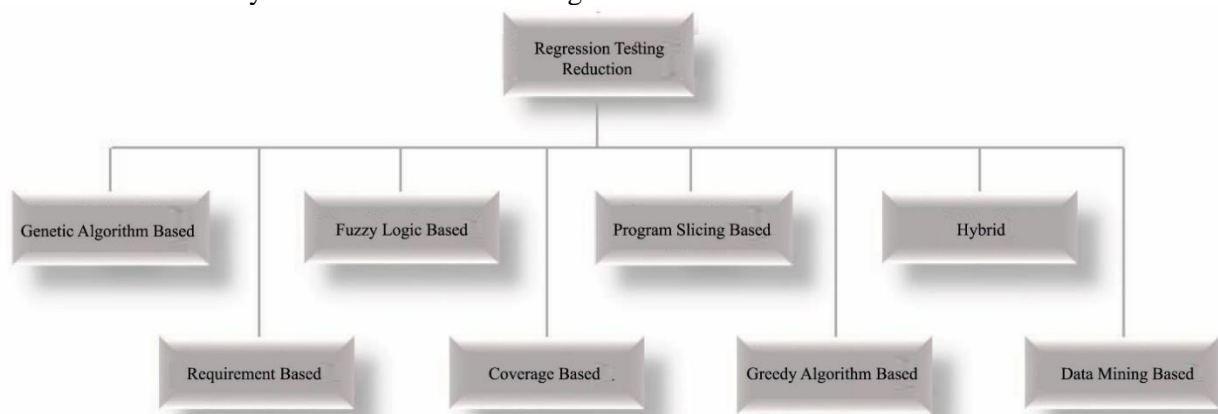 Regression Testing
Reduction
Genetic Algorithm Based
Fuzzy Logic Based
Program Slicing Based
Hybrid
Requirement Based
Coverage Based
Greedy Algorithm Based
Data Mining Based